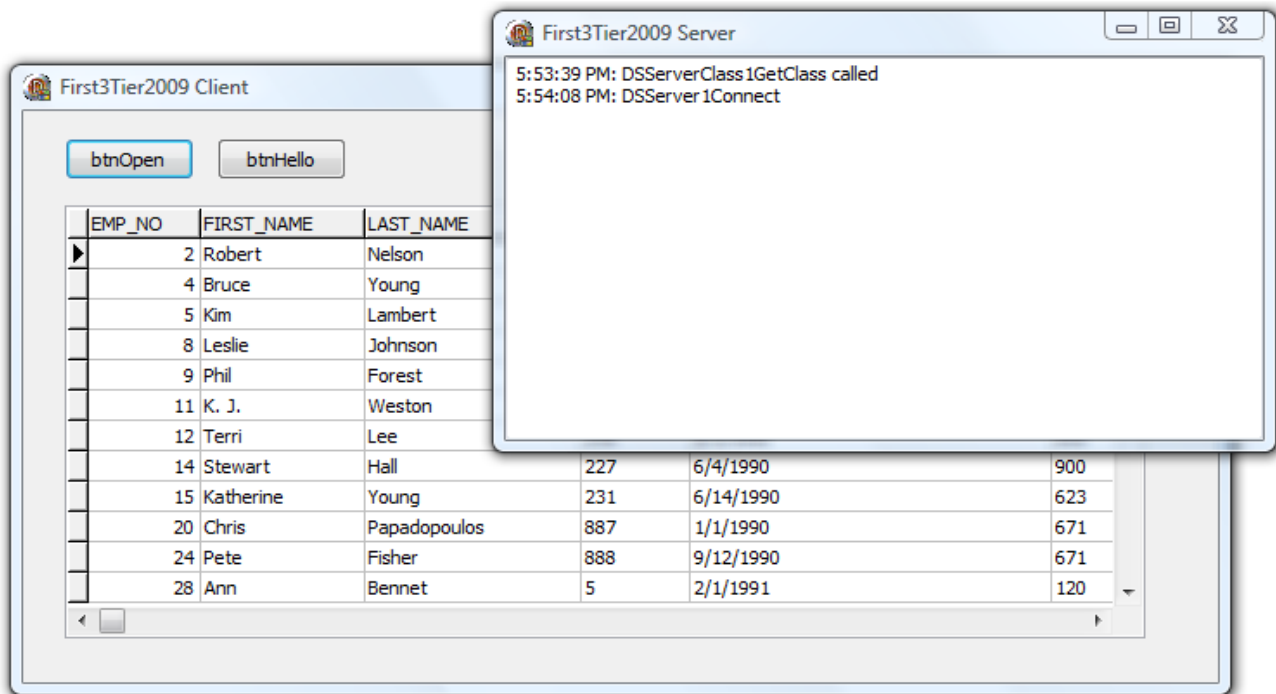 First3Tier2009 Server
5:53:39 PM: DSServerClass1GetClass called
5:54:08 PM: DSServer1Connect
First3Tier2009 Client
btnOpen btnHello
EMP_NO FIRST_NAME LAST_NAME
2 Robert Nelson
4 Bruce Young
5 Kim Lambert
8 Leslie Johnson
9 Phil Forest
11 K. J. Weston
12 Terri Lee
14 Stewart Hall 227 6/4/1990 900
15 Katherine Young 231 6/14/1990 623
20 Chris Papadopoulos 887 1/1/1990 671
24 Pete Fisher 888 9/12/1990 671
28 Ann Bennet 5 2/1/1991 120